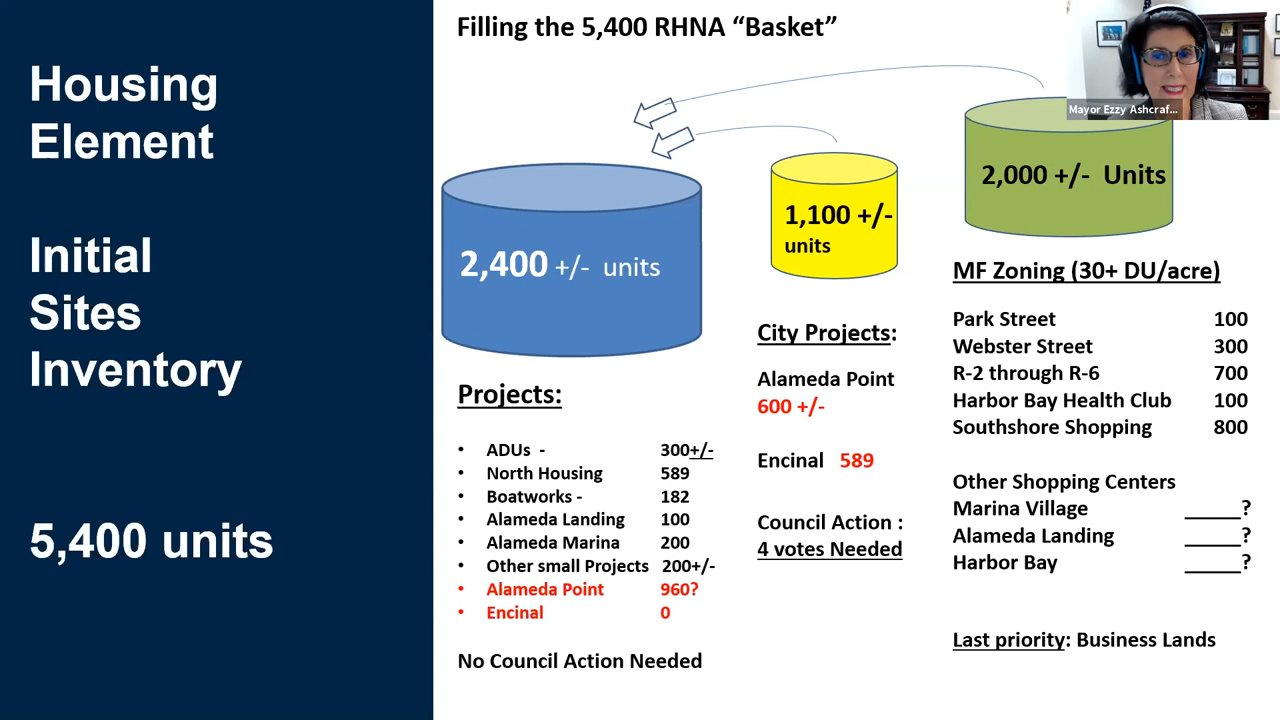 Housing
Element
Initial
Sites
Inventory
5,400 units
Filling the 5,400 RHNA “Basket”
Mayor Ezzy Ashcraf...
2,400 +/- units
1,100 +/-
units
2,000 +/- Units
Projects:
• ADUs - 300+/-
• North Housing 589
• Boatworks - 182
• Alameda Landing 100
• Alameda Marina 200
• Other small Projects 200+/-
• Alameda Point 960?
• Encinal 0
No Council Action Needed
City Projects:
Alameda Point
600 +/-
Encinal 589
Council Action :
4 votes Needed
MF Zoning (30+ DU/acre)
Park Street 100
Webster Street 300
R-2 through R-6 700
Harbor Bay Health Club 100
Southshore Shopping 800
Other Shopping Centers
Marina Village _____?
Alameda Landing _____?
Harbor Bay _____?
Last priority: Business Lands